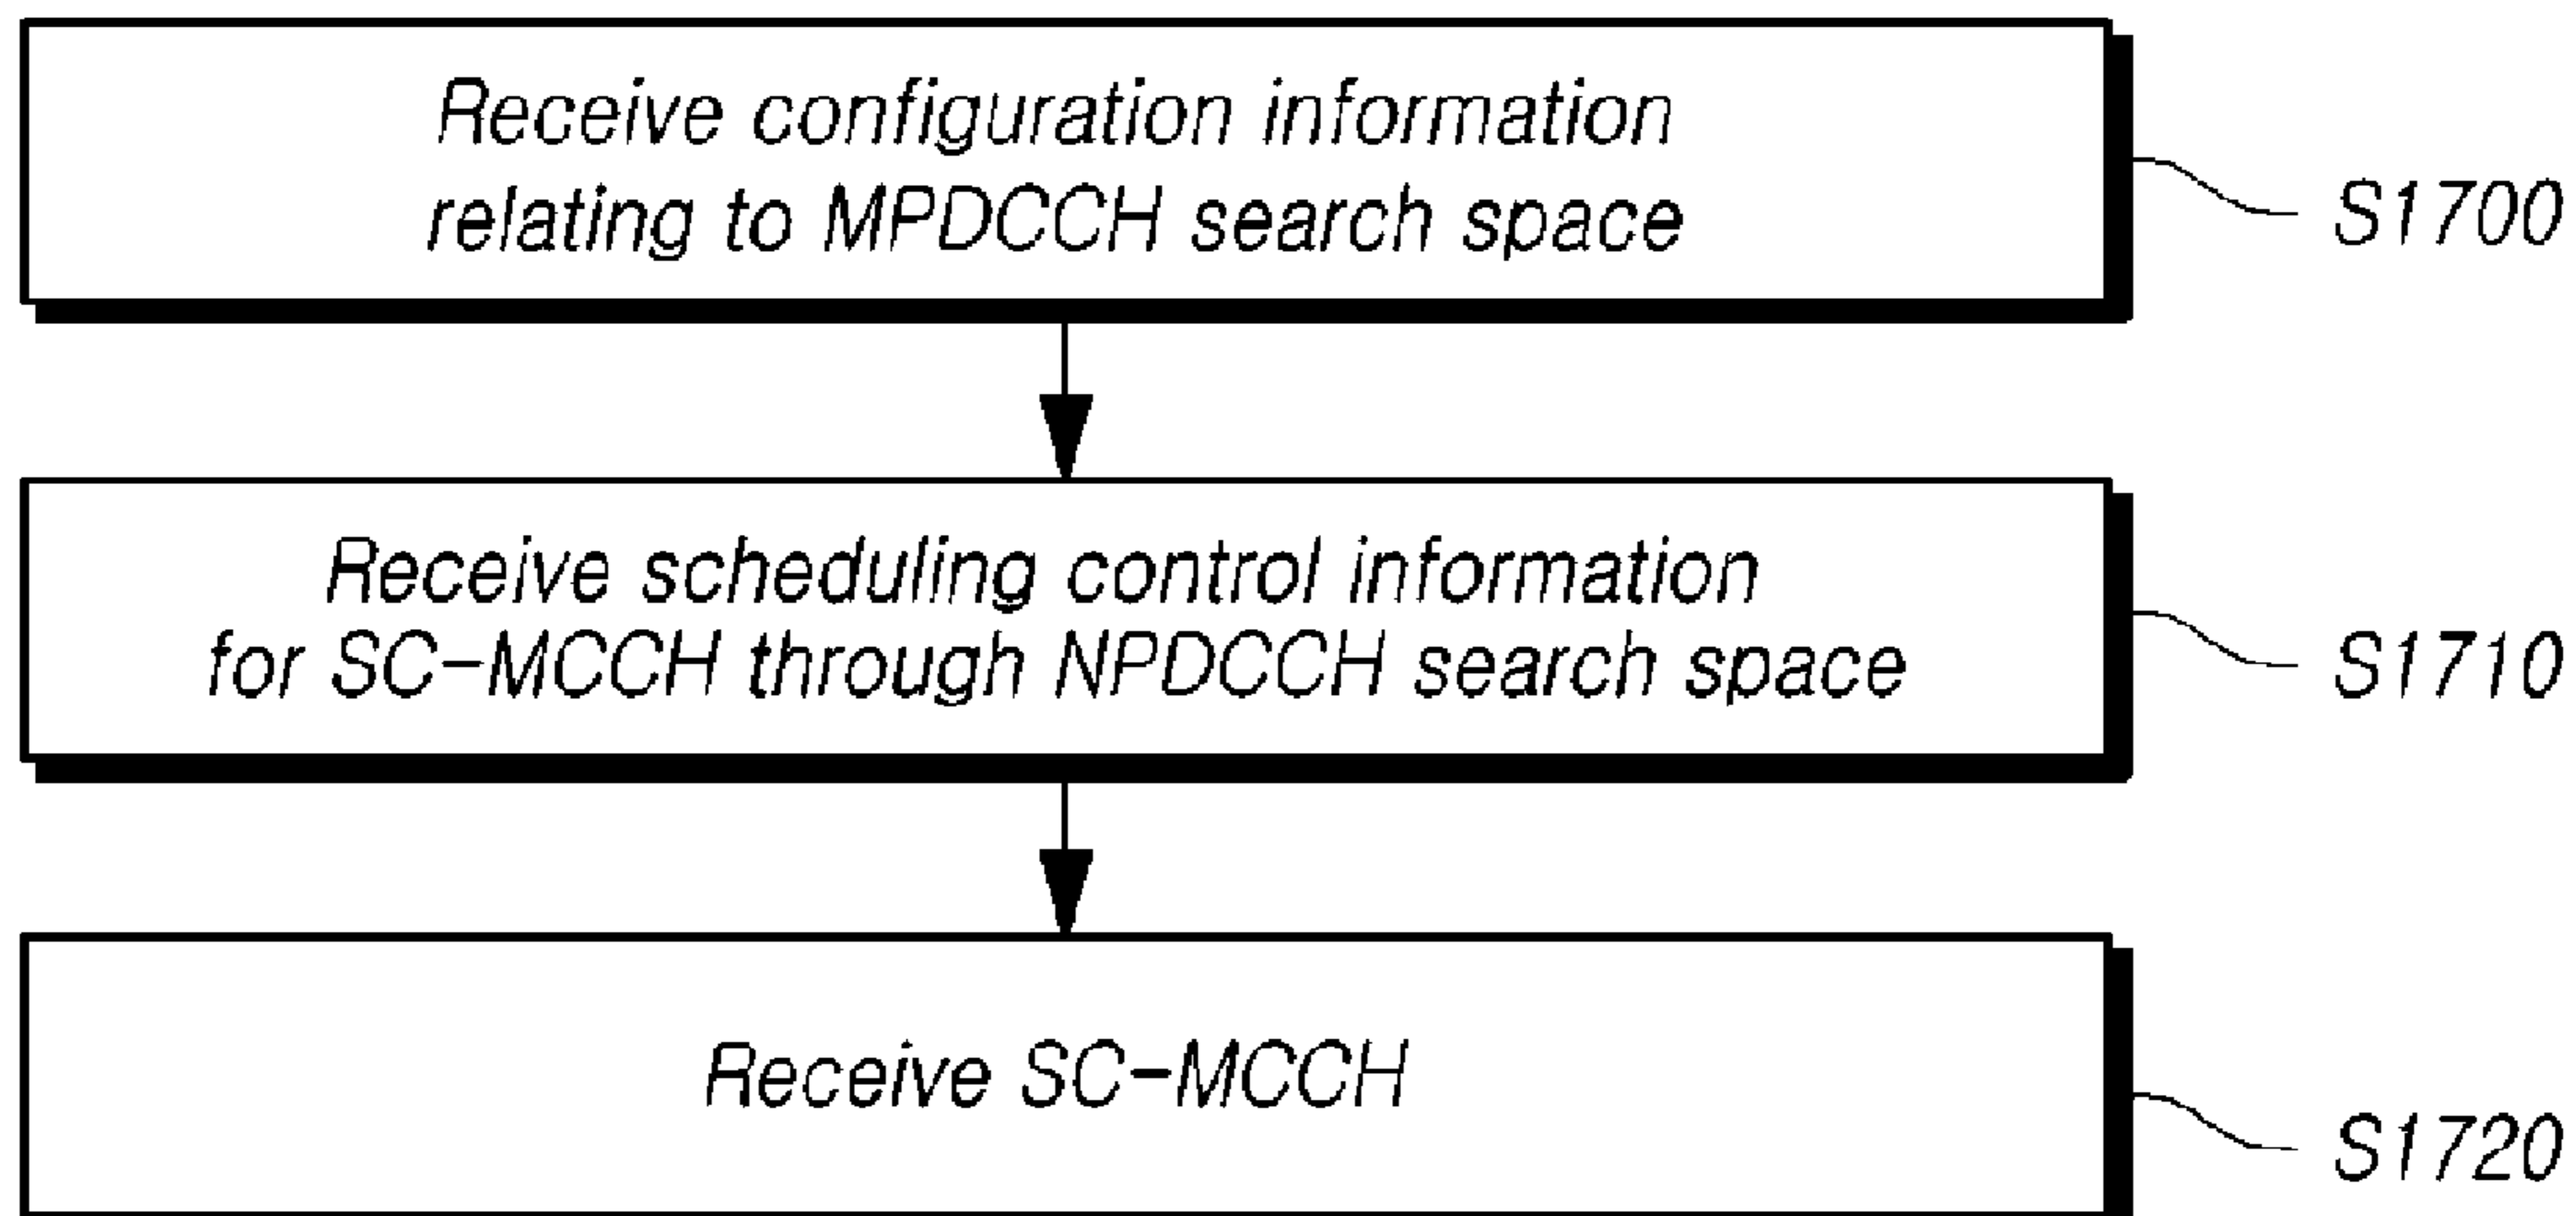 Receive configuration information
relating to MPDCCH search space
S1700
Receive scheduling control information
for SC-MCCH through NPDCCH search space
S1710
Receive SC-MCCH
S1720